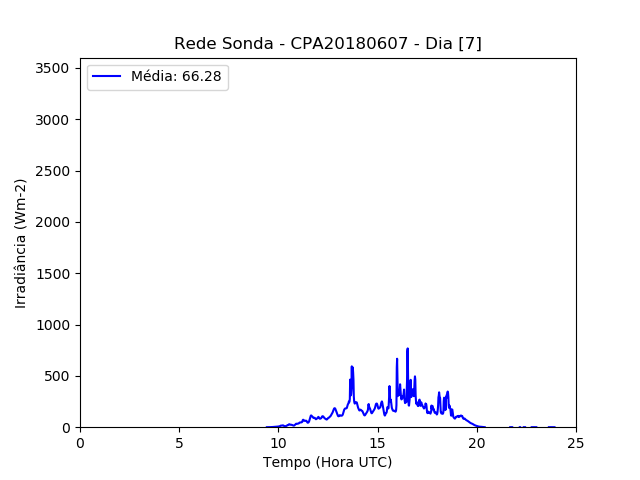 Rede Sonda - CPA20180607 - Dia [7]
Média: 66.28
Irradiância (Wm-2)
3500
3000
2500
2000
1500
1000
500
0
0 5 10 15 20 25
Tempo (Hora UTC)